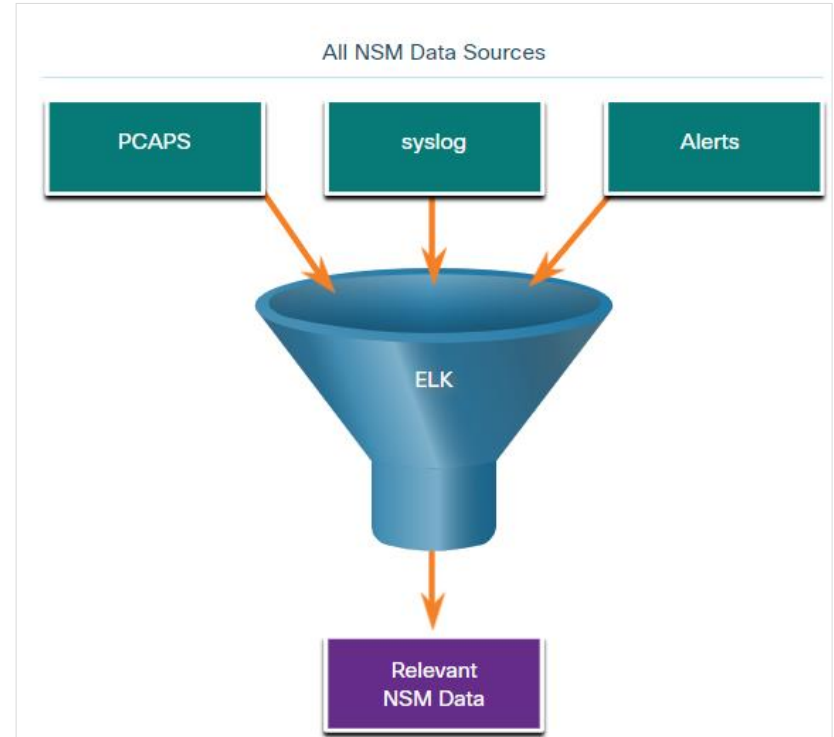 All NSM Data Sources
PCAPS
syslog
Alerts
ELK
Relevant
NSM Data